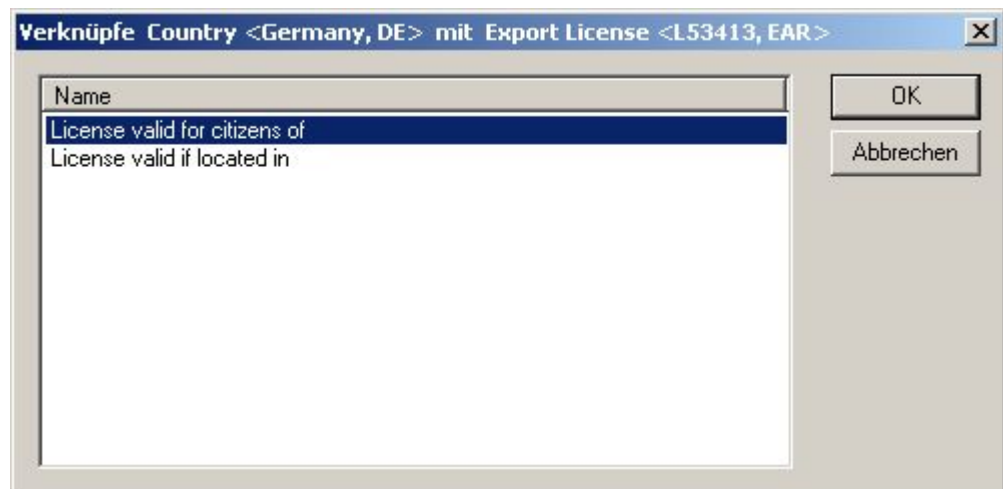 Verknüpfe Country <Germany, DE> mit Export License <L53413, EAR>
Name
License valid for citizens of
License valid if located in
OK
Abbrechen